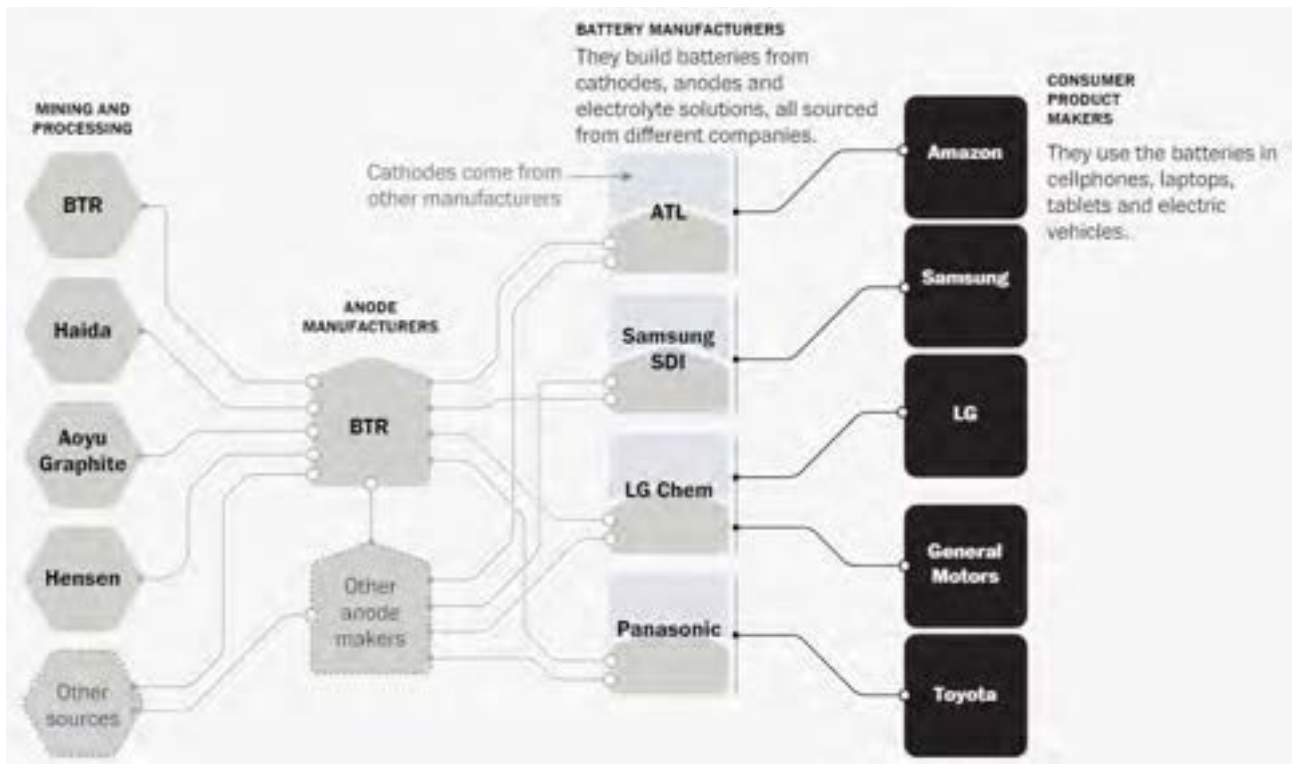 MINING AND
PROCESSING
BTR
Haida
Aoyu
Graphite
Hensen
Other
sources
ANODE
MANUFACTURERS
BTR
Other
anode
makers
BATTERY MANUFACTURERS
They build batteries from
cathodes, anodes and
electrolyte solutions, all sourced
from different companies.
Cathodes come from
other manufacturers
ATL
Samsung
SDI
LG Chem
Panasonic
Amazon
Samsung
LG
General
Motors
Toyota
CONSUMER
PRODUCT
MAKERS
They use the batteries in
cellphones, laptops,
tablets and electric
vehicles.